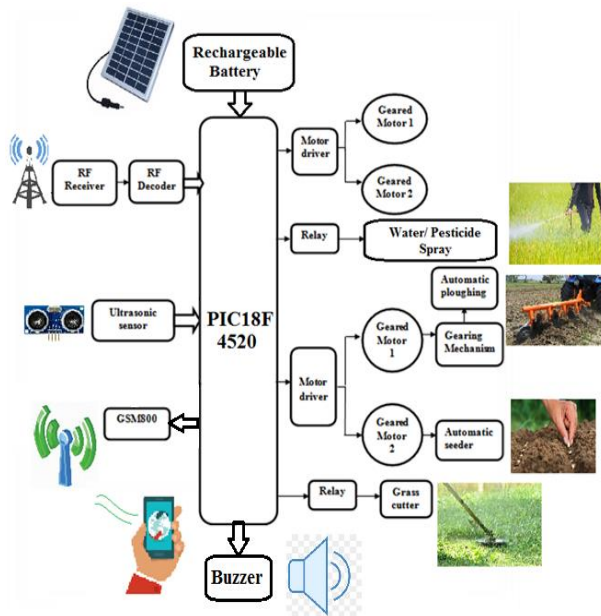 Rechargeable
Battery
RF
Receiver
RF
Decoder
Ultrasonic
sensor
GSM800
PIC18F
4520
Motor
driver
Geared
Motor 1
Geared
Motor 2
Relay
Water/ Pesticide
Spray
Automatic
ploughing
Geared
Motor
1
Gearing
Mechanism
Motor
driver
Geared
Motor
2
Automatic
seeder
Relay
Grass
cutter
Buzzer